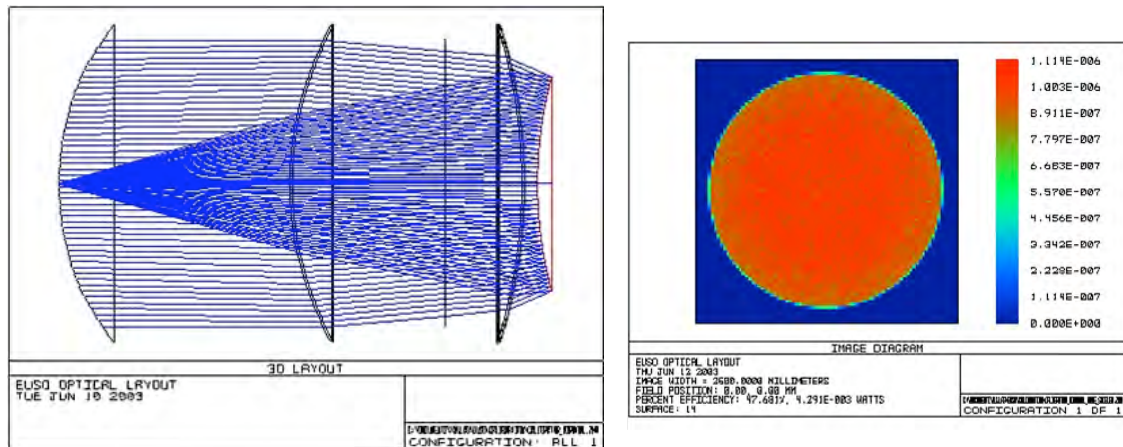 3D LAYOUT
EUSO OPTICAL LAYOUT
TUE JUN 10 2003
CONFIGURATION: ALL 1
1.114E-006
1.003E-006
8.911E-007
7.797E-007
6.683E-007
5.570E-007
4.456E-007
3.342E-007
2.228E-007
1.114E-007
0.000E+000
IMAGE DIAGRAM
EUSO OPTICAL LAYOUT
THU JUN 12 2003
IMAGE WIDTH = 2600.0000 MILLIMETERS
FIELD POSITION: 0.00, 0.00 MM
PERCENT EFFICIENCY: 97.681%, 4.291E-003 WATTS
SURFACE: 14
CONFIGURATION 1 OF 1